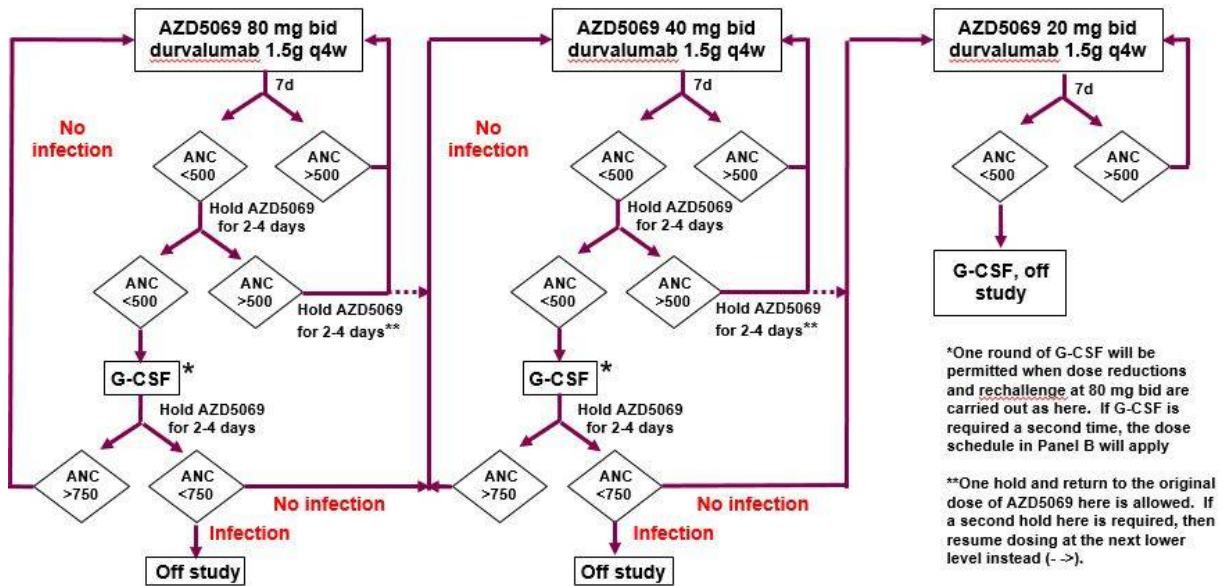 AZD5069 80 mg bid
durvalumab 1.5g q4w
7d
No
infection
ANC
<500
ANC
>500
Hold AZD5069
for 2-4 days
ANC
<500
ANC
>500
Hold AZD5069
for 2-4 days**
G-CSF
*
Hold AZD5069
for 2-4 days
ANC
>750
ANC
<750
No infection
Infection
Off study
AZD5069 40 mg bid
durvalumab 1.5g q4w
7d
No
infection
ANC
<500
ANC
>500
Hold AZD5069
for 2-4 days
ANC
<500
ANC
>500
Hold AZD5069
for 2-4 days**
G-CSF
*
Hold AZD5069
for 2-4 days
ANC
>750
ANC
<750
No infection
Infection
Off study
AZD5069 20 mg bid
durvalumab 1.5g q4w
7d
ANC
<500
ANC
>500
G-CSF, off
study
*One round of G-CSF will be
permitted when dose reductions
and rechallenge at 80 mg bid are
carried out as here. If G-CSF is
required a second time, the dose
schedule in Panel B will apply
**One hold and return to the original
dose of AZD5069 here is allowed. If
a second hold here is required, then
resume dosing at the next lower
level instead (- ->).